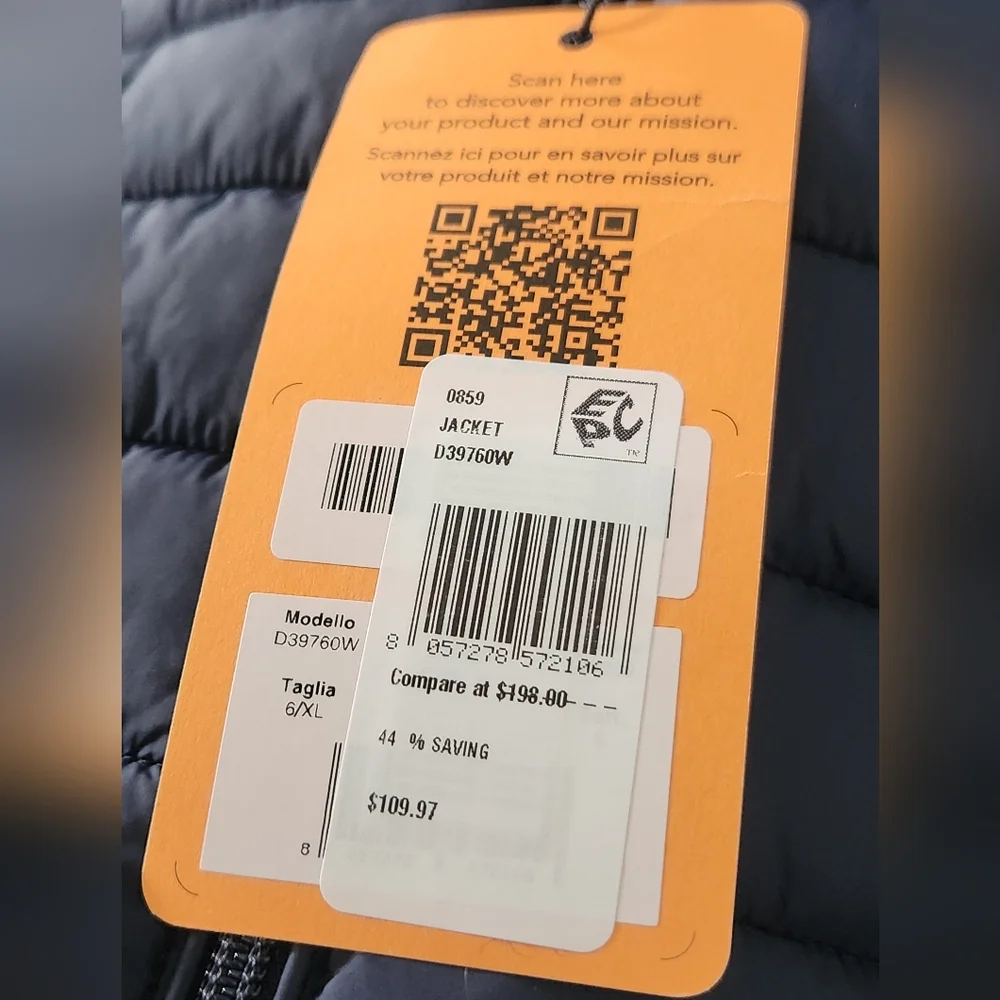 Scan here
to discover more about
your product and our mission.
Scannez ici pour en savoir plus sur
votre produit et notre mission.
0859
JACKET
D39760W
EPC
TM
8 057278 572106
Compare at $198.00
44 % SAVING
$109.97
Modello
D39760W
Taglia
6/XL
8